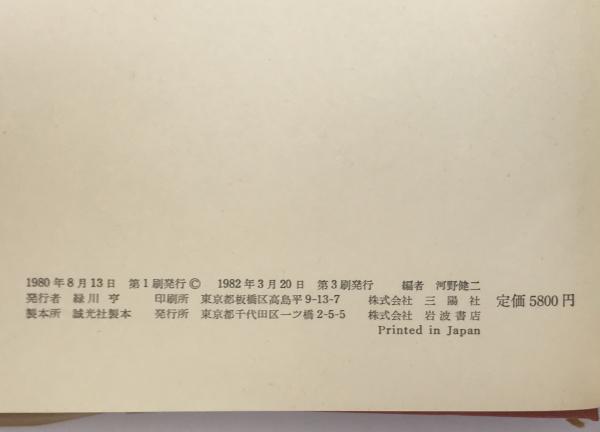 1980年8月13日 第1刷発行© 1982年3月20日 第3刷発行 編者 河野健二
発行者 緑川亨 印刷所 東京都板橋区高島平9-13-7 株式会社 三陽社 定価5800円
製本所 誠光社製本 発行所 東京都千代田区一ツ橋2-5-5 株式会社 岩波書店
Printed in Japan